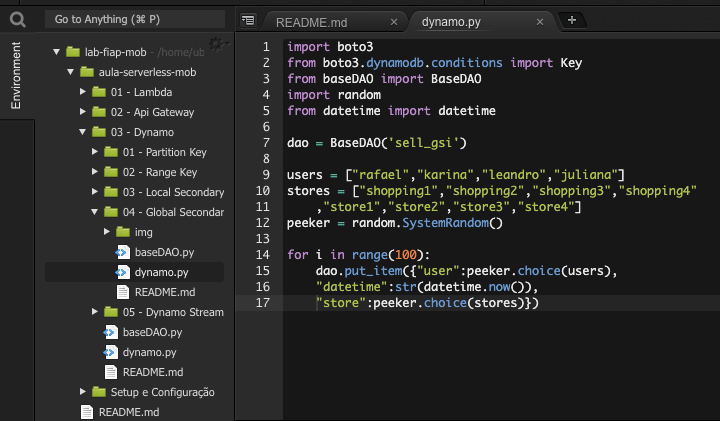 Go to Anything (⌘ P)
README.md
dynamo.py
Environment
lab-fiap-mob - /home/ub
aula-serverless-mob
01 - Lambda
02 - Api Gateway
03 - Dynamo
01 - Partition Key
02 - Range Key
03 - Local Secondary
04 - Global Secondar
img
baseDAO.py
dynamo.py
README.md
05 - Dynamo Stream
baseDAO.py
dynamo.py
README.md
Setup e Configuração
README.md
1 import boto3
2 from boto3.dynamodb.conditions import Key
3 from baseDAO import BaseDAO
4 import random
5 from datetime import datetime
6
7 dao = BaseDAO('sell_gsi')
8
9 users = ["rafael","karina","leandro","juliana"]
10 stores = ["shopping1","shopping2","shopping3","shopping4"
11 ,"store1","store2","store3","store4"]
12 peeker = random.SystemRandom()
13
14 for i in range(100):
15 dao.put_item({"user":peeker.choice(users),
16 "datetime":str(datetime.now()),
17 "store":peeker.choice(stores)})